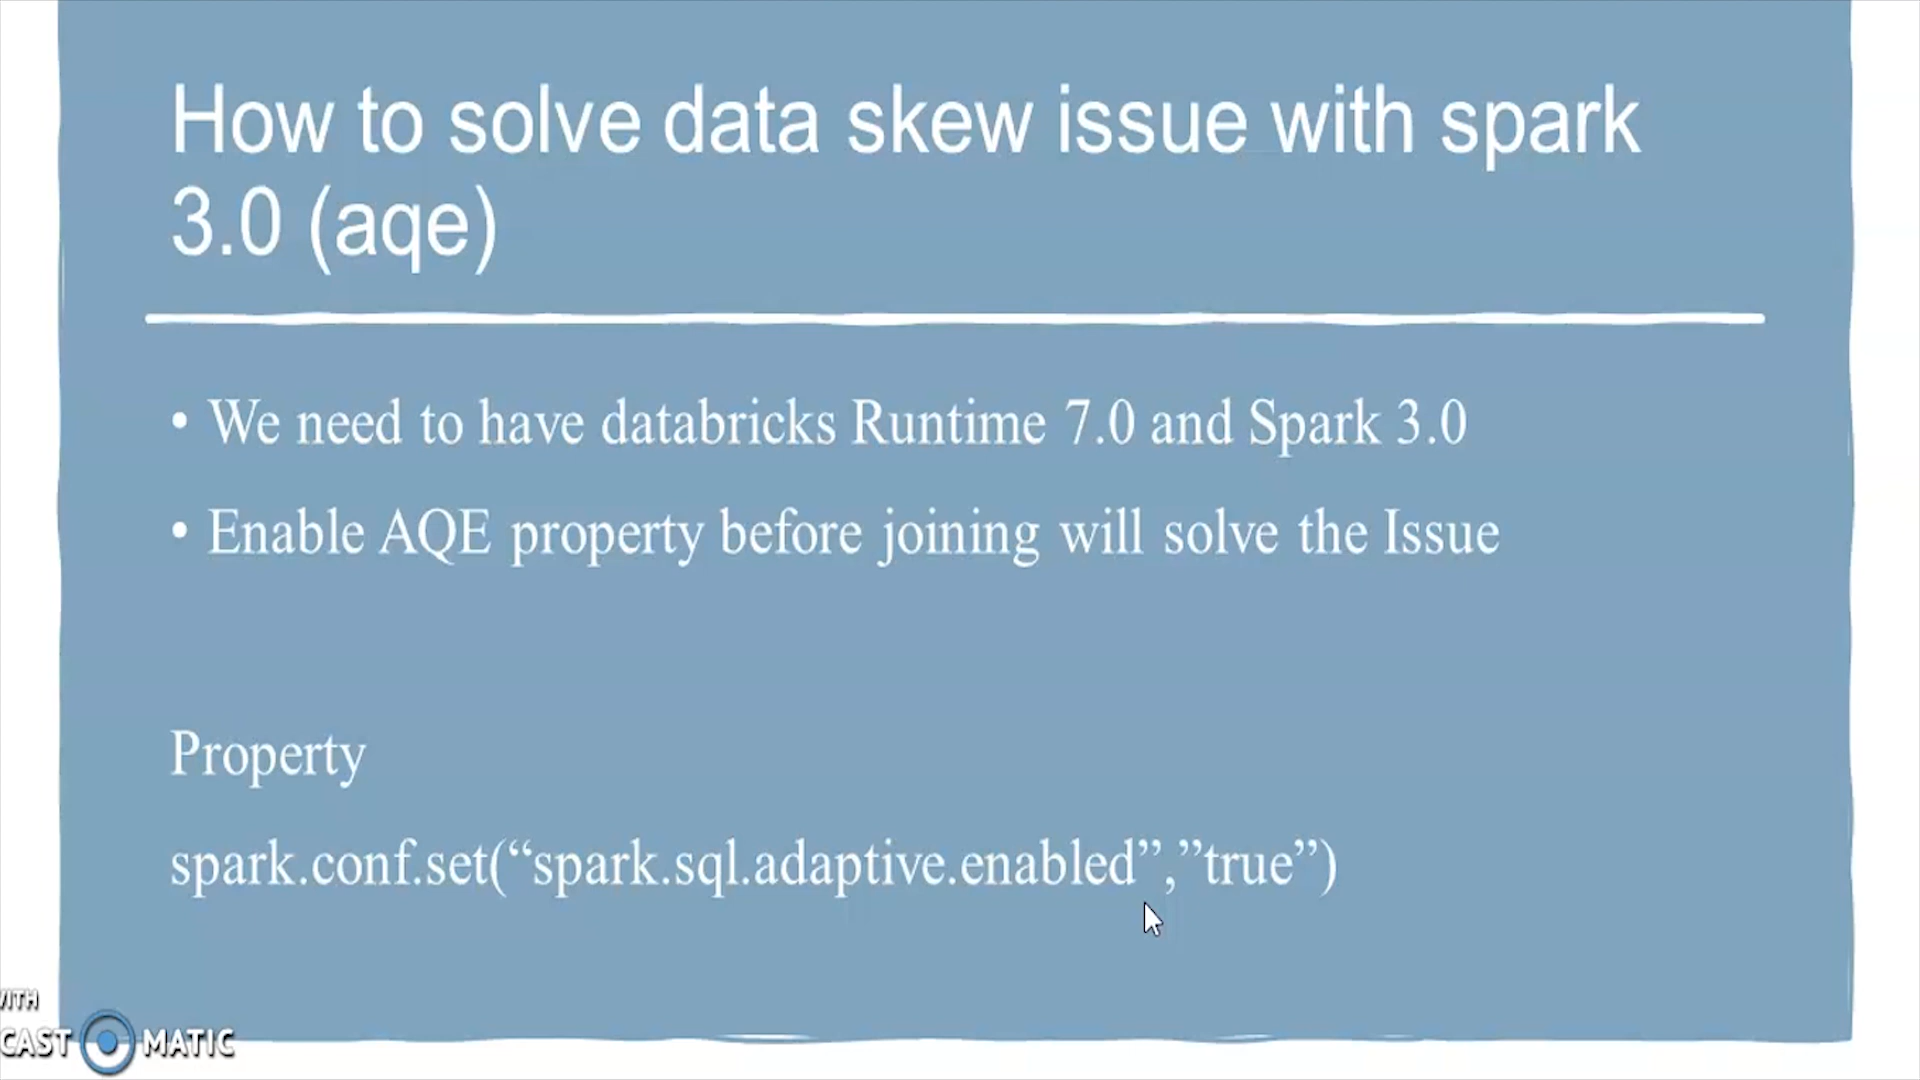 How to solve data skew issue with spark
3.0 (aqe)
• We need to have databricks Runtime 7.0 and Spark 3.0
• Enable AQE property before joining will solve the Issue
Property
spark.conf.set(“spark.sql.adaptive.enabled”,”true”)
WITH
CAST MATIC